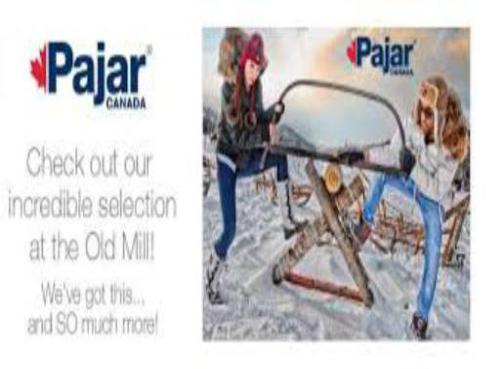 Pajar
CANADA
Check out our
incredible selection
at the Old Mill!
We've got this...
and SO much more!
Pajar
CANADA